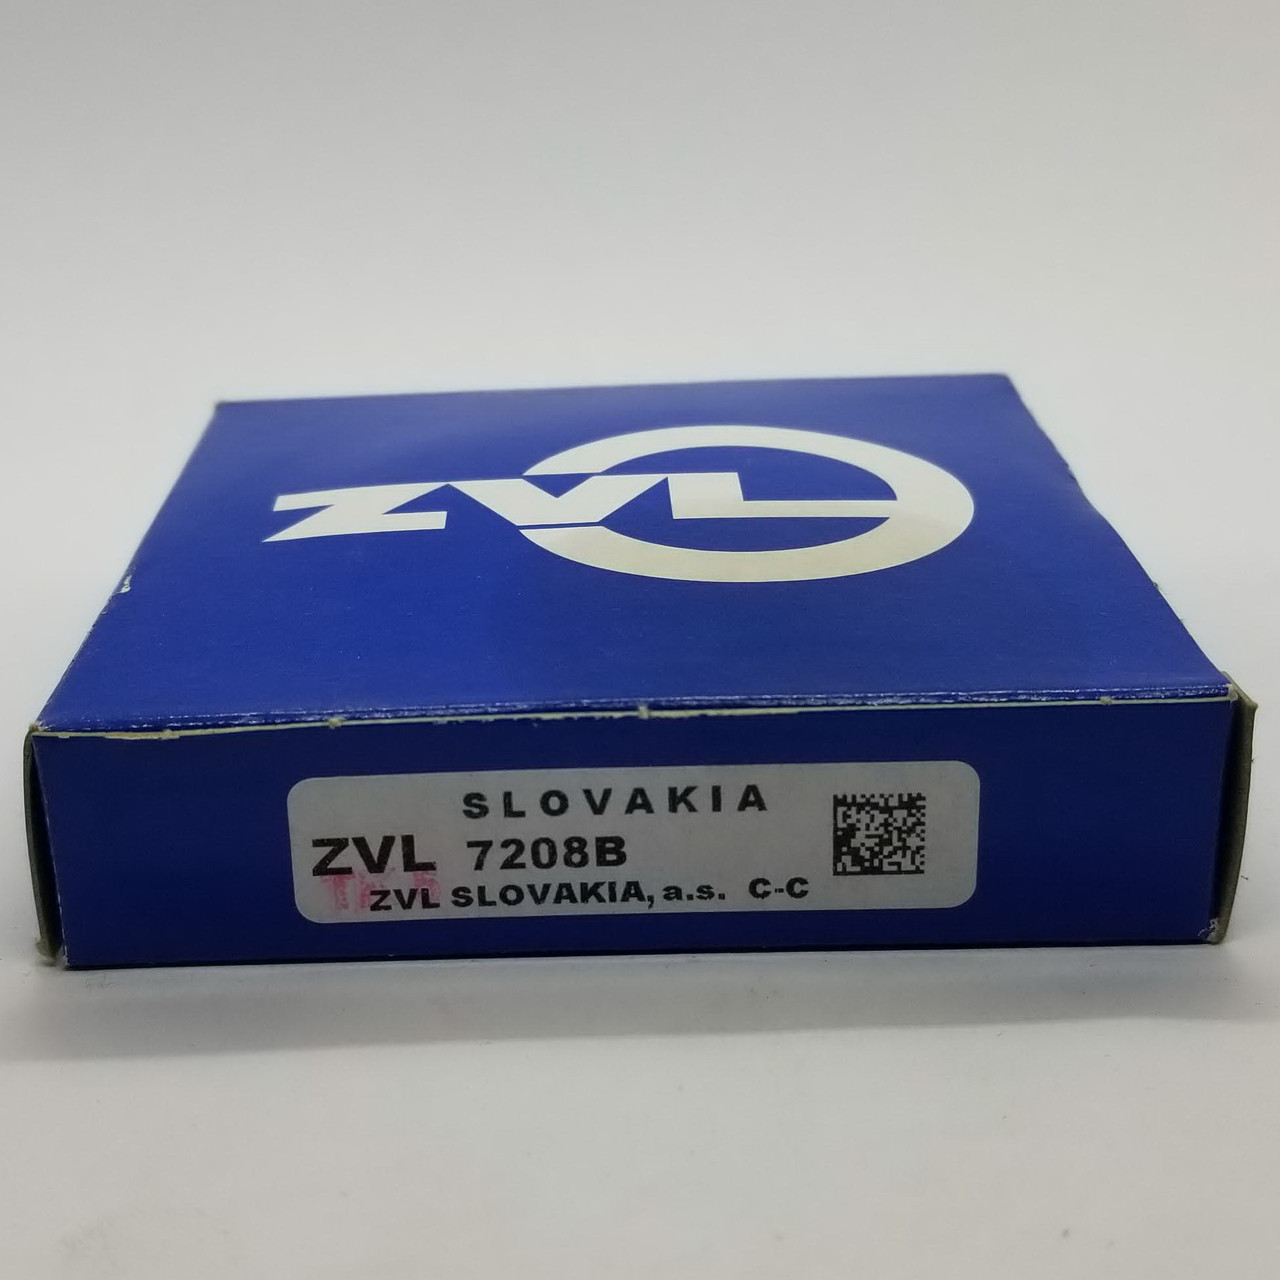 ZVL
SLOVAKIA
ZVL 7208B
ZVL SLOVAKIA, a.s. C-C